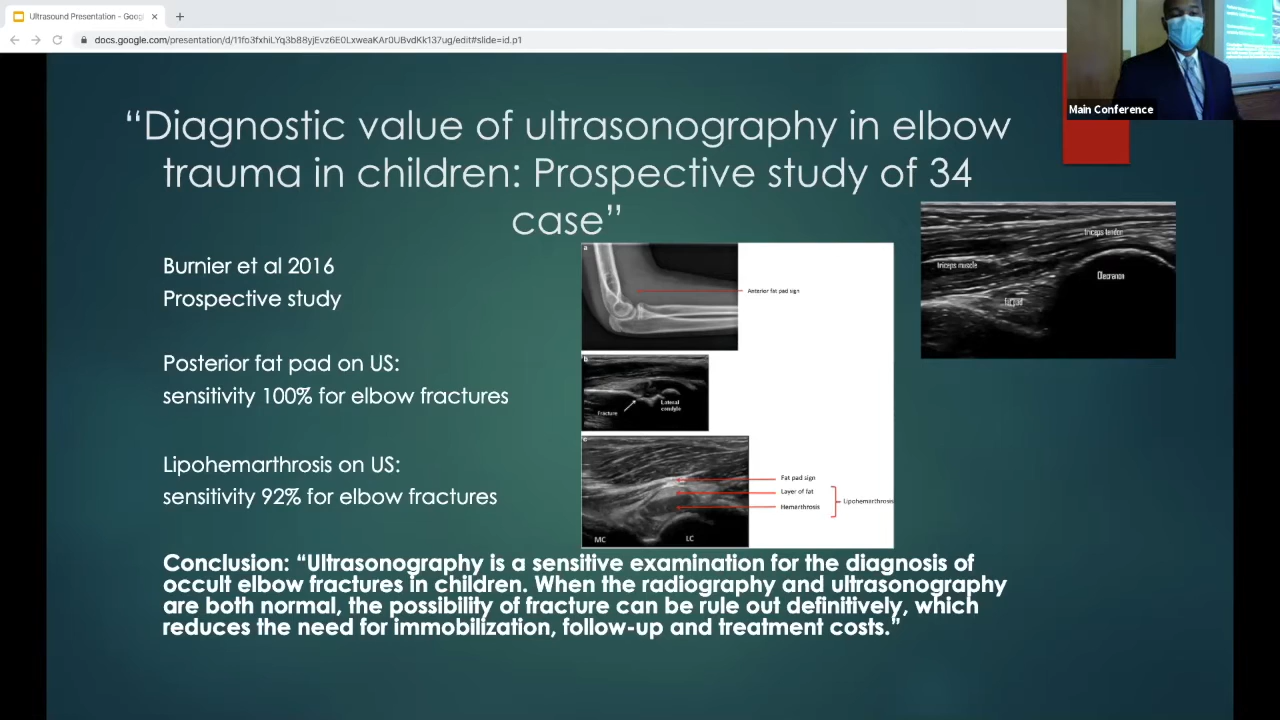 Ultrasound Presentation - Goog
docs.google.com/presentation/d/11fo3fxhiLYq3b88yjEvz6E0LxweaKAr0UBvdKk137ug/edit#slide=id.p1
Main Conference
“Diagnostic value of ultrasonography in elbow
trauma in children: Prospective study of 34
case”
Burnier et al 2016
Prospective study
Posterior fat pad on US:
sensitivity 100% for elbow fractures
Lipohemarthrosis on US:
sensitivity 92% for elbow fractures
a
Anterior fat pad sign
b
Fracture
Lateral
condyle
c
Fat pad sign
Layer of fat
Hemarthrosis
Lipohemarthrosis
MC
LC
triceps tendon
triceps muscle
Olecranon
fat pad
Conclusion: “Ultrasonography is a sensitive examination for the diagnosis of
occult elbow fractures in children. When the radiography and ultrasonography
are both normal, the possibility of fracture can be rule out definitively, which
reduces the need for immobilization, follow-up and treatment costs.”